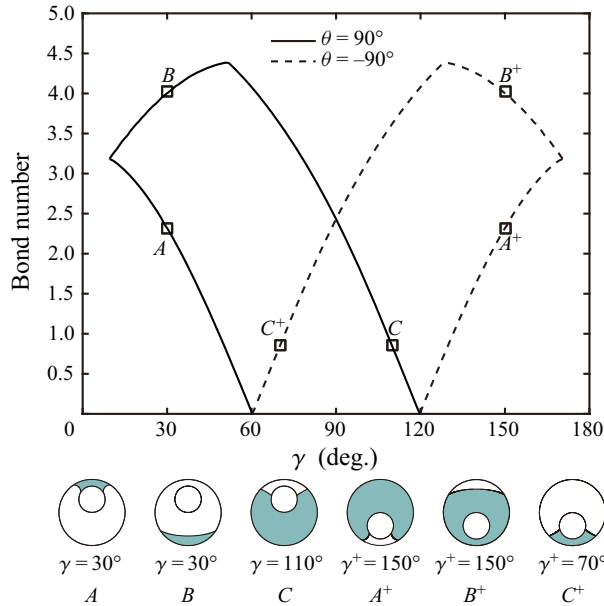 5.0
θ = 90°
θ = –90°
4.5
B
B+
4.0
3.5
3.0
Bond number
2.5
A
A+
2.0
1.5
C+
C
1.0
0.5
0
30
60
90
120
150
180
γ (deg.)
γ = 30°
γ = 30°
γ = 110°
γ+ = 150°
γ+ = 150°
γ+ = 70°
A
B
C
A+
B+
C+